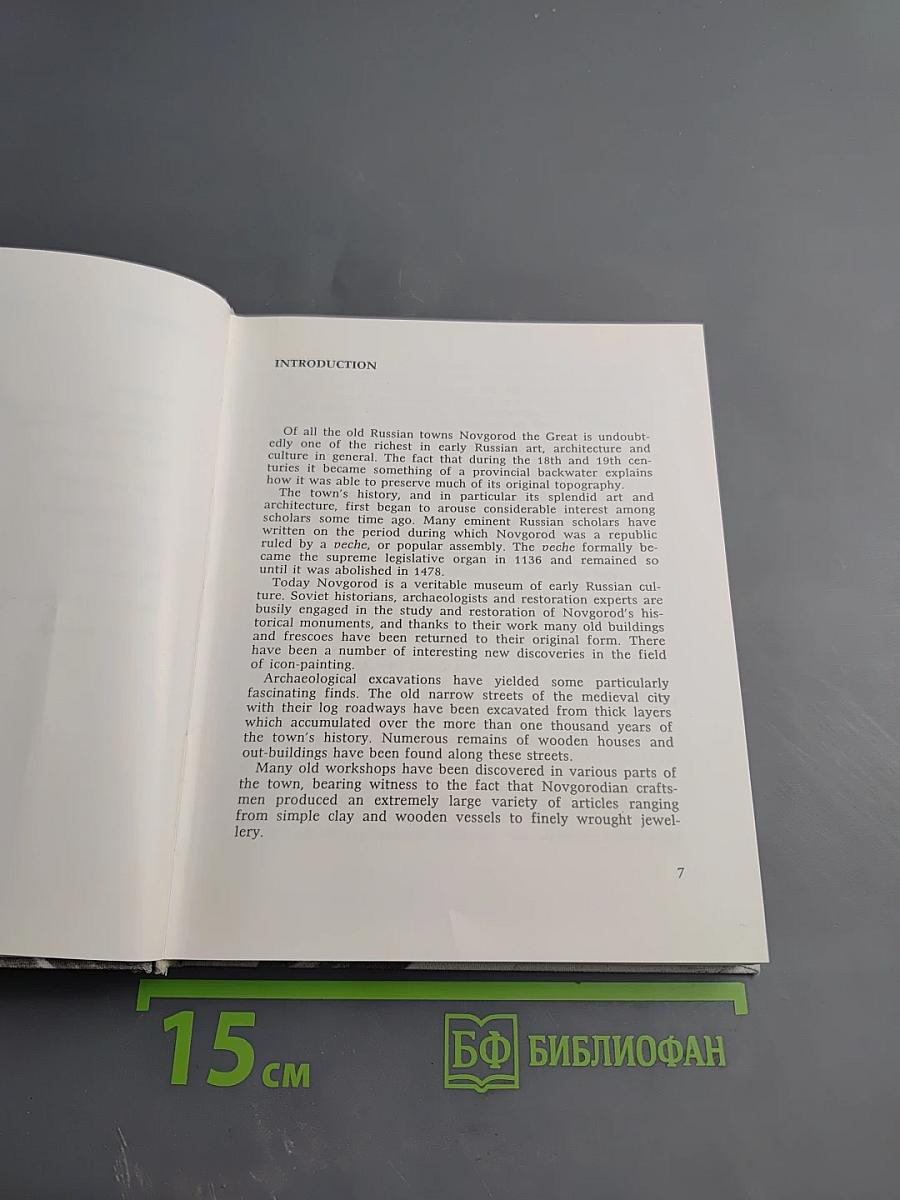 INTRODUCTION
Of all the old Russian towns Novgorod the Great is undoubt-
edly one of the richest in early Russian art, architecture and
culture in general. The fact that during the 18th and 19th cen-
turies it became something of a provincial backwater explains
how it was able to preserve much of its original topography.
The town's history, and in particular its splendid art and
architecture, first began to arouse considerable interest among
scholars some time ago. Many eminent Russian scholars have
written on the period during which Novgorod was a republic
ruled by a veche, or popular assembly. The veche formally be-
came the supreme legislative organ in 1136 and remained so
until it was abolished in 1478.
Today Novgorod is a veritable museum of early Russian cul-
ture. Soviet historians, archaeologists and restoration experts are
busily engaged in the study and restoration of Novgorod's his-
torical monuments, and thanks to their work many old buildings
and frescoes have been returned to their original form. There
have been a number of interesting new discoveries in the field
of icon-painting.
Archaeological excavations have yielded some particularly
fascinating finds. The old narrow streets of the medieval city
with their log roadways have been excavated from thick layers
which accumulated over the more than one thousand years of
the town's history. Numerous remains of wooden houses and
out-buildings have been found along these streets.
Many old workshops have been discovered in various parts of
the town, bearing witness to the fact that Novgorodian crafts-
men produced an extremely large variety of articles ranging
from simple clay and wooden vessels to finely wrought jewel-
lery.
7
15 см
БФ БИБЛИОФАН